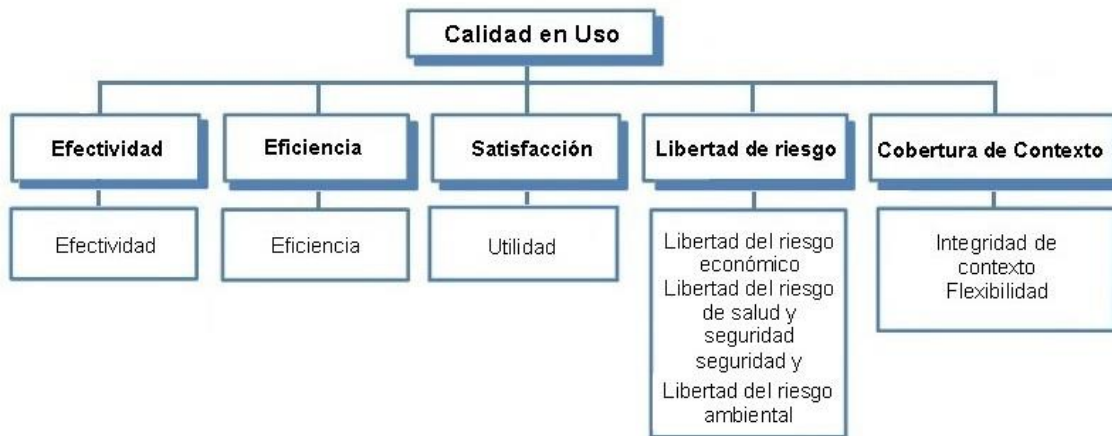 Calidad en Uso
Efectividad
Eficiencia
Satisfacción
Libertad de riesgo
Cobertura de Contexto
Efectividad
Eficiencia
Utilidad
Libertad del riesgo
económico
Libertad del riesgo
de salud y
seguridad
seguridad y
Libertad del riesgo
ambiental
Integridad de
contexto
Flexibilidad